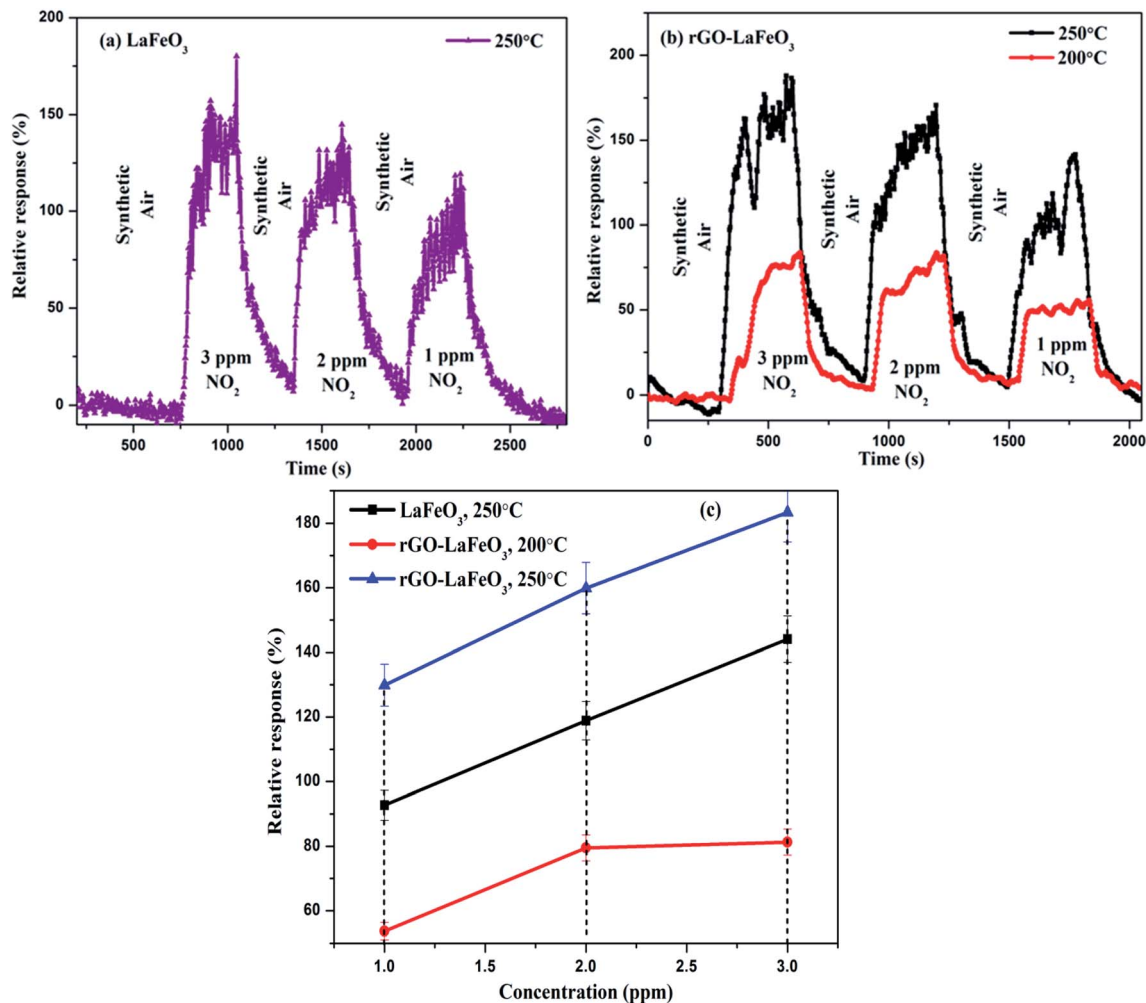 (a) LaFeO3
250°C
Relative response (%)
200
150
100
50
0
Synthetic
Air
Synthetic
Air
Synthetic
Air
3 ppm
NO2
2 ppm
NO2
1 ppm
NO2
500
1000
1500
2000
2500
Time (s)
(b) rGO-LaFeO3
250°C
200°C
Relative response (%)
200
150
100
50
0
Synthetic
Air
Synthetic
Air
Synthetic
Air
3 ppm
NO2
2 ppm
NO2
1 ppm
NO2
0
500
1000
1500
2000
Time (s)
(c)
LaFeO3, 250°C
rGO-LaFeO3, 200°C
rGO-LaFeO3, 250°C
Relative response (%)
180
160
140
120
100
80
60
1.0
1.5
2.0
2.5
3.0
Concentration (ppm)